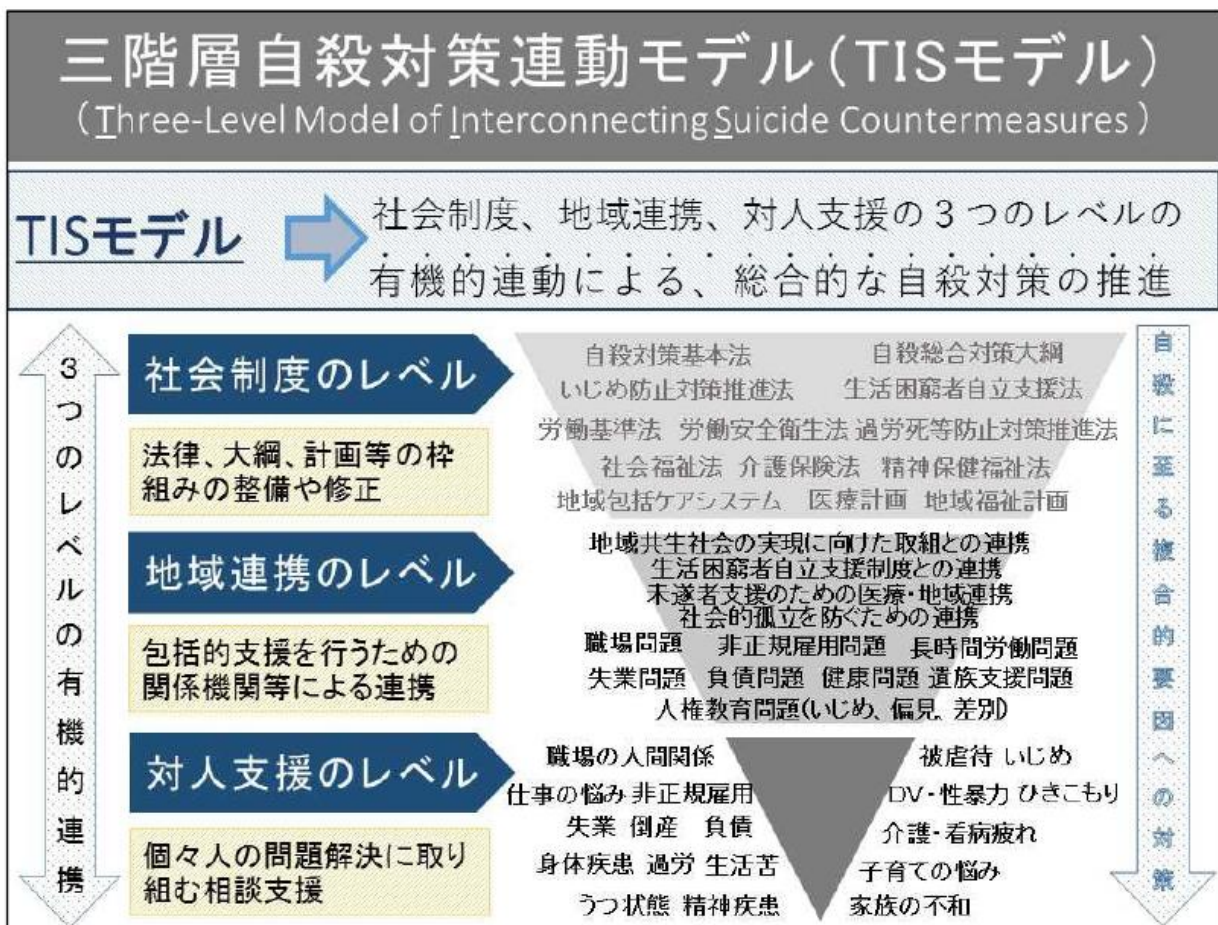 三階層自殺対策連動モデル(TISモデル)
(Three-Level Model of Interconnecting Suicide Countermeasures)
TISモデル
社会制度、地域連携、対人支援の3つのレベルの
有機的連動による、総合的な自殺対策の推進
3つのレベルの有機的連携
社会制度のレベル
法律、大綱、計画等の枠
組みの整備や修正
自殺対策基本法 自殺総合対策大綱
いじめ防止対策推進法 生活困窮者自立支援法
労働基準法 労働安全衛生法 過労死等防止対策推進法
社会福祉法 介護保険法 精神保健福祉法
地域包括ケアシステム 医療計画 地域福祉計画
地域連携のレベル
包括的支援を行うための
関係機関等による連携
地域共生社会の実現に向けた取組との連携
生活困窮者自立支援制度との連携
未遂者支援のための医療・地域連携
社会的孤立を防ぐための連携
職場問題 非正規雇用問題 長時間労働問題
失業問題 負債問題 健康問題 遺族支援問題
人権教育問題(いじめ、偏見、差別)
対人支援のレベル
個々人の問題解決に取り
組む相談支援
職場の人間関係 被虐待 いじめ
仕事の悩み 非正規雇用 DV・性暴力 ひきこもり
失業 倒産 負債 介護・看病疲れ
身体疾患 過労 生活苦 子育ての悩み
うつ状態 精神疾患 家族の不和
自殺に至る複合的要因への対策